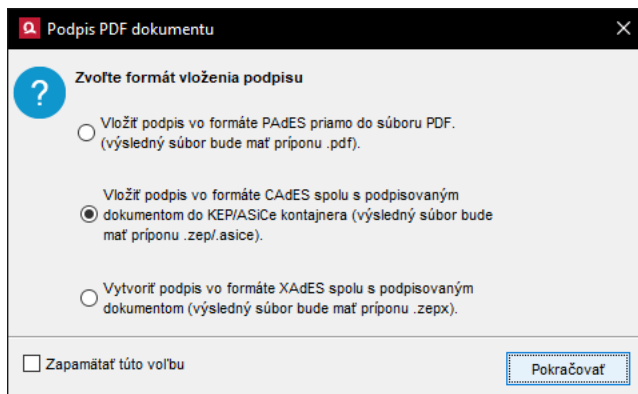 Podpis PDF dokumentu
Zvoľte formát vloženia podpisu
Vložiť podpis vo formáte PAdES priamo do súboru PDF.
(výsledný súbor bude mať príponu .pdf).
Vložiť podpis vo formáte CAdES spolu s podpisovaným
dokumentom do KEP/ASiCe kontajnera (výsledný súbor bude
mať príponu .zep/.asice).
Vytvoriť podpis vo formáte XAdES spolu s podpisovaným
dokumentom (výsledný súbor bude mať príponu .zepx).
Zapamätať túto voľbu
Pokračovať